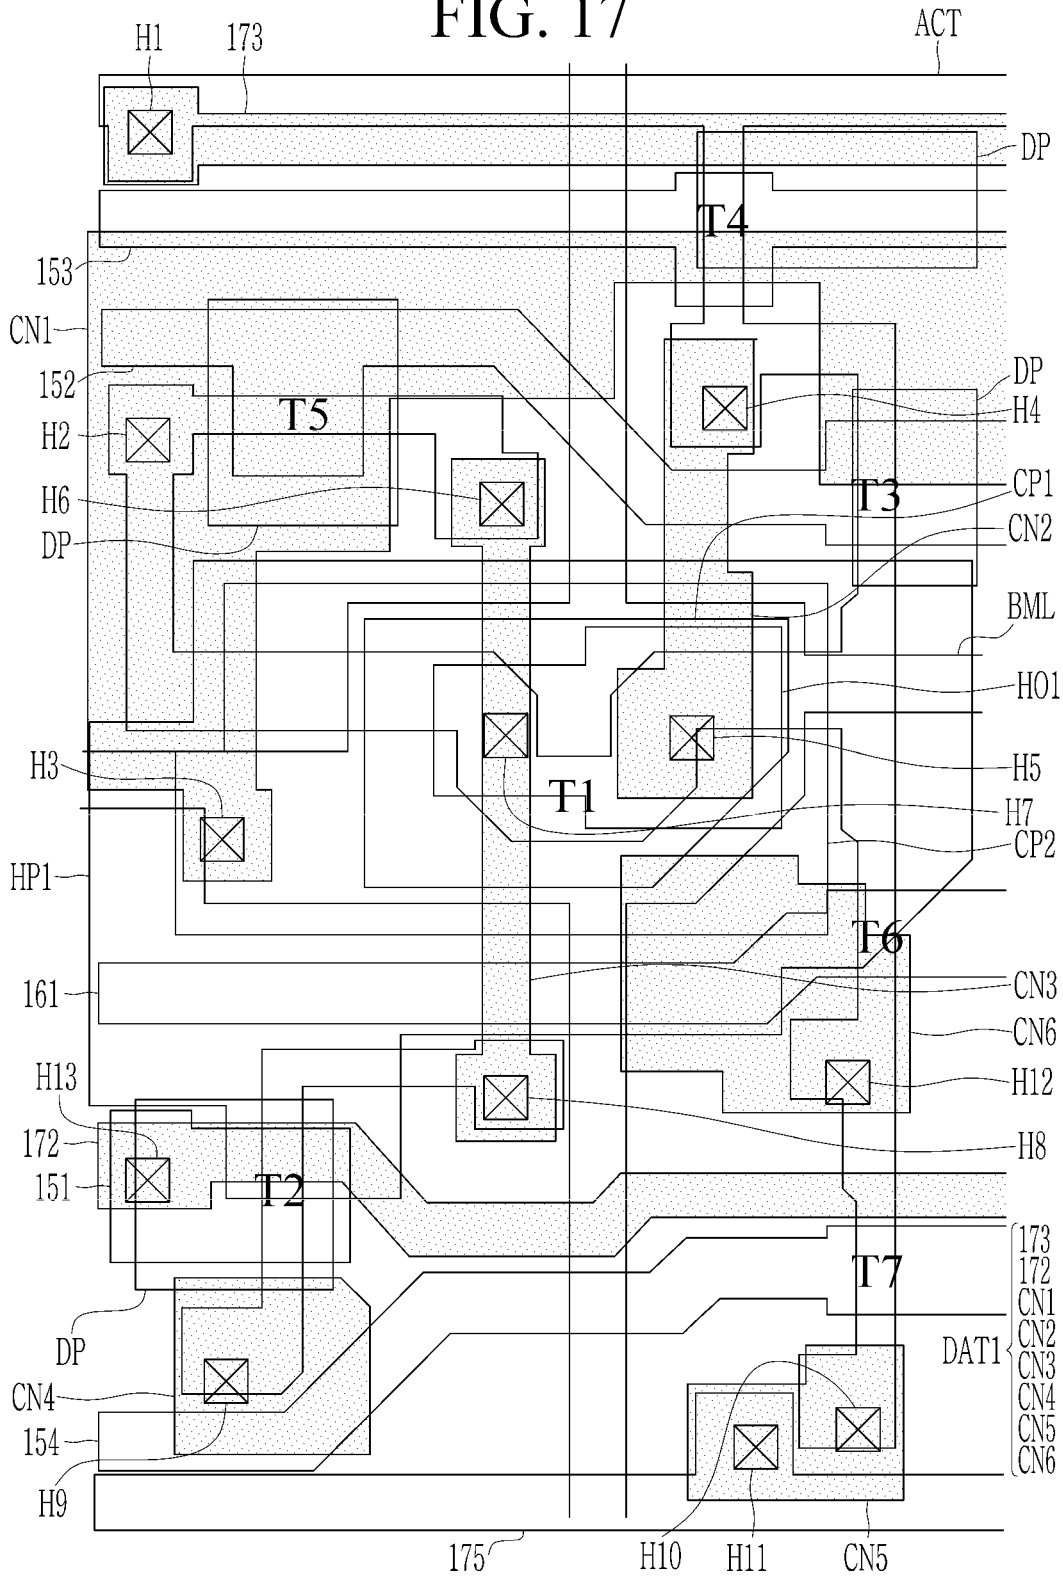 FIG. 17
H1
173
ACT
DP
T4
153
CN1
152
T5
DP
H4
H2
T3
CP1
H6
DP
CN2
BML
HO1
H3
H5
T1
H7
CP2
HP1
T6
161
CN3
CN6
H13
H12
172
H8
151
T2
173
T7
172
CN1
DP
CN2
DAT1
CN3
CN4
CN4
154
CN5
CN6
H9
175
H10
H11
CN5